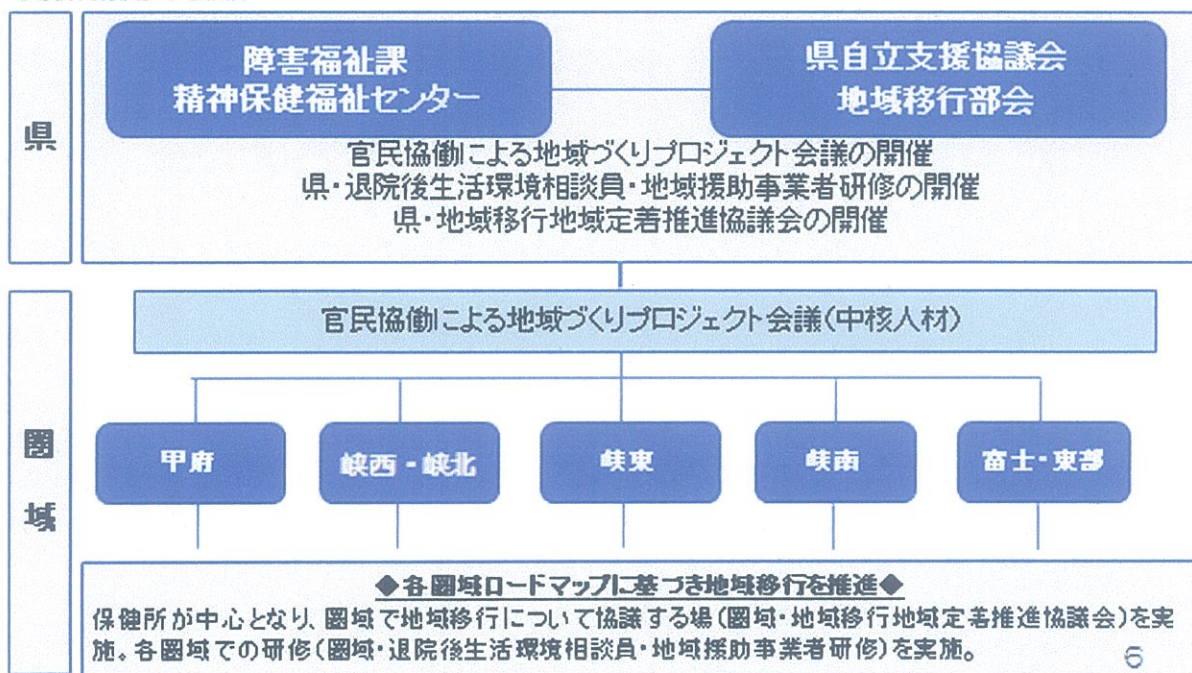 県
障害福祉課
精神保健福祉センター
県自立支援協議会
地域移行部会
官民協働による地域づくりプロジェクト会議の開催
県・退院後生活環境相談員・地域援助事業者研修の開催
県・地域移行地域定着推進協議会の開催
圏域
官民協働による地域づくりプロジェクト会議(中核人材)
甲府
峡西・峡北
峡東
峡南
富士・東部
◆各圏域ロードマップに基づき地域移行を推進◆
保健所が中心となり、圏域で地域移行について協議する場(圏域・地域移行地域定着推進協議会)を実
施。各圏域での研修(圏域・退院後生活環境相談員・地域援助事業者研修)を実施。
6